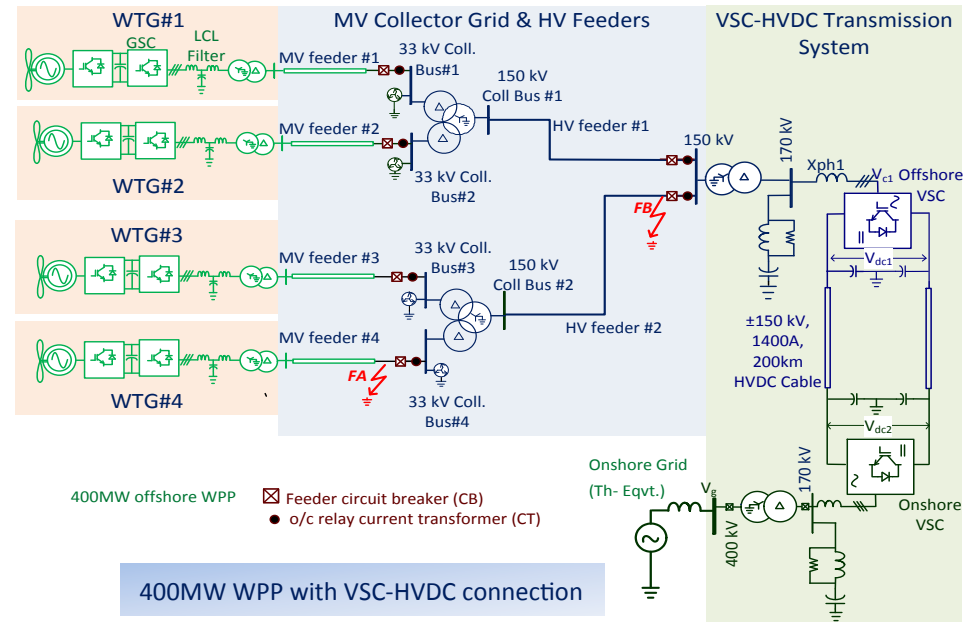 WTG#1
GSC
LCL
Filter
WTG#2
WTG#3
WTG#4
MV Collector Grid & HV Feeders
MV feeder #1
33 kV Coll.
Bus#1
150 kV
Coll Bus #1
HV feeder #1
MV feeder #2
33 kV Coll.
Bus#2
150 kV
FB
MV feeder #3
33 kV Coll.
Bus#3
150 kV
Coll Bus #2
HV feeder #2
MV feeder #4
FA
33 kV Coll.
Bus#4
VSC-HVDC Transmission
System
170 kV
Xph1
Vc1 Offshore
VSC
Vdc1
±150 kV,
1400A,
200km
HVDC Cable
Vdc2
Onshore
VSC
170 kV
400 kV
Onshore Grid
(Th- Eqvt.)
400MW offshore WPP
Feeder circuit breaker (CB)
o/c relay current transformer (CT)
400MW WPP with VSC-HVDC connection